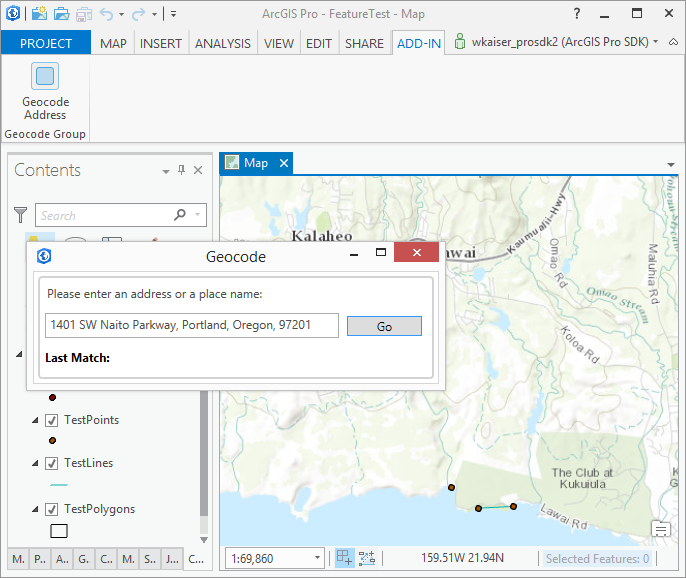 ArcGIS Pro - FeatureTest - Map
?
PROJECT MAP INSERT ANALYSIS VIEW EDIT SHARE ADD-IN wkaiser_prosdk2 (ArcGIS Pro SDK)
Geocode
Address
Geocode Group
Contents
Search
TestPoints
TestLines
TestPolygons
M. P.. A.. G.. C.. M. S.. J... C...
Map
Kalaheo
wai
Kaumualii-Hwy
Omao Rd
Maluhia Rd
Omao Stream
Koloa Rd
The Club at
Kukuiula
Lawai Rd
Geocode
Please enter an address or a place name:
1401 SW Naito Parkway, Portland, Oregon, 97201
Go
Last Match:
1:69,860
159.51W 21.94N
Selected Features: 0